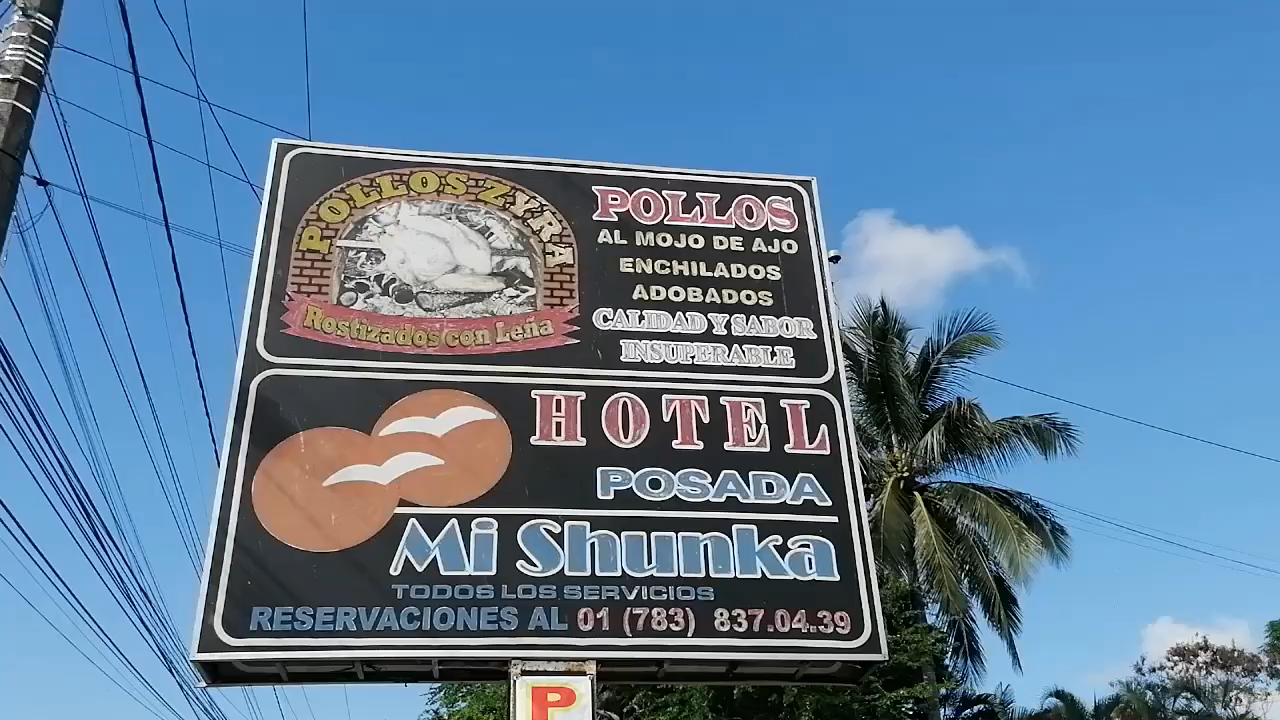 POLLOS ZYRA
Rostizados con Leña
POLLOS
AL MOJO DE AJO
ENCHILADOS
ADOBADOS
CALIDAD Y SABOR
INSUPERABLE
HOTEL
POSADA
Mi Shunka
TODOS LOS SERVICIOS
RESERVACIONES AL 01 (783) 837.04.39
P